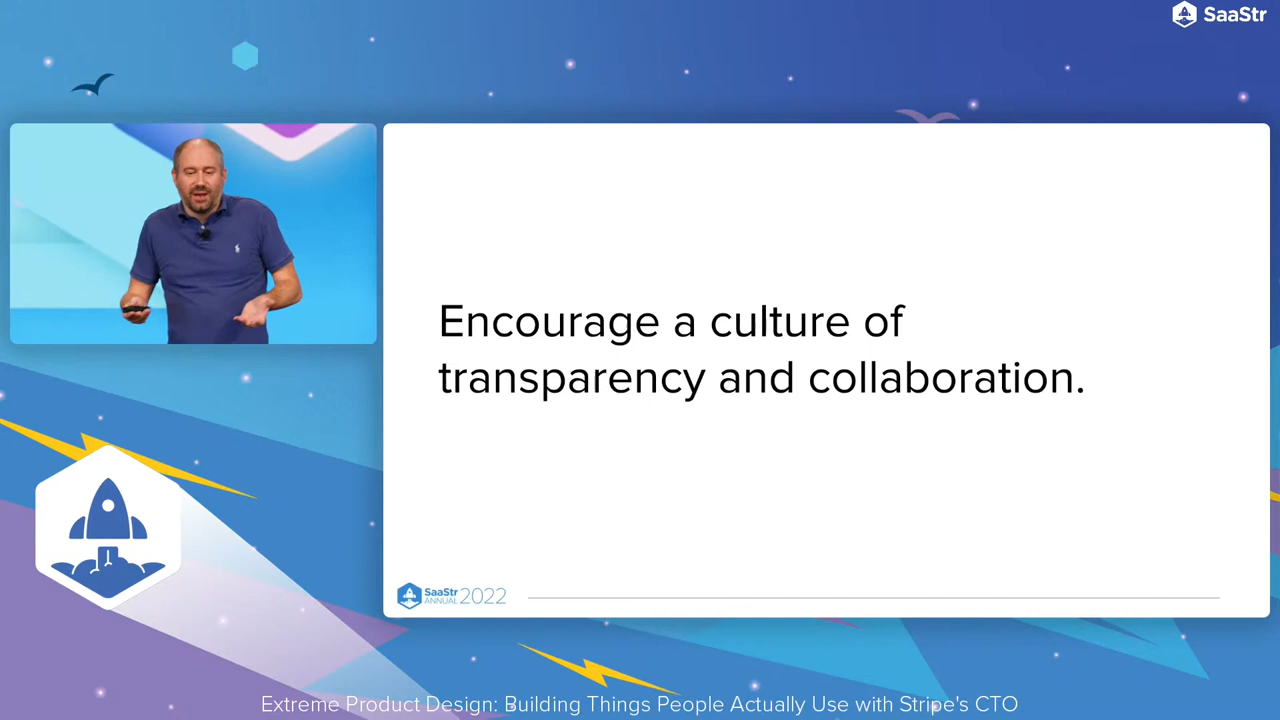 SaaStr
Encourage a culture of
transparency and collaboration.
SaaStr
ANNUAL 2022
Extreme Product Design: Building Things People Actually Use with Stripe's CTO